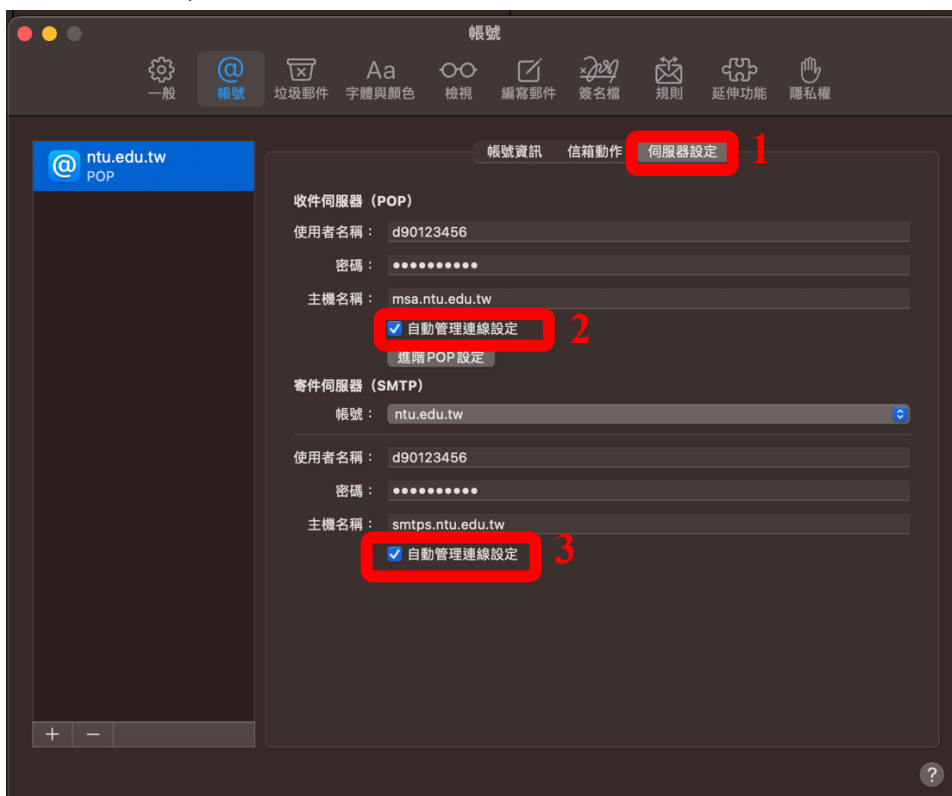 帳號
一般 帳號 垃圾郵件 字體與顏色 檢視 編寫郵件 簽名檔 規則 延伸功能 隱私權
ntu.edu.tw
POP
帳號資訊 信箱動作 伺服器設定 1
收件伺服器（POP）
使用者名稱： d90123456
密碼： ••••••••••
主機名稱： msa.ntu.edu.tw
自動管理連線設定 2
進階POP設定
寄件伺服器（SMTP）
帳號： ntu.edu.tw
使用者名稱： d90123456
密碼： ••••••••••
主機名稱： smtps.ntu.edu.tw
自動管理連線設定 3
+ −
?